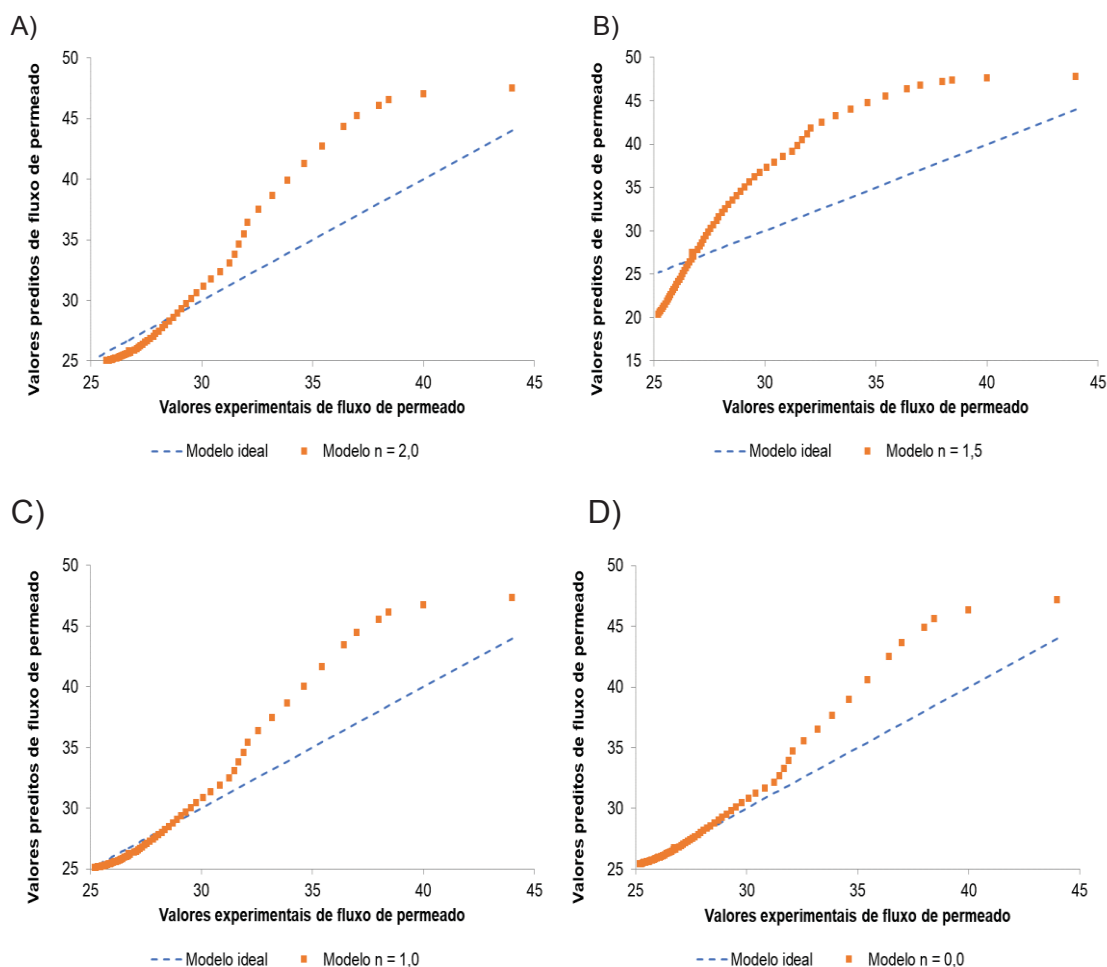 A)
Valores preditos de fluxo de permeado
50
45
40
35
30
25
25 30 35 40 45
Valores experimentais de fluxo de permeado
Modelo ideal Modelo n = 2,0
B)
Valores preditos de fluxo de permeado
50
45
40
35
30
25
20
15
25 30 35 40 45
Valores experimentais de fluxo de permeado
Modelo ideal Modelo n = 1,5
C)
Valores preditos de fluxo de permeado
50
45
40
35
30
25
25 30 35 40 45
Valores experimentais de fluxo de permeado
Modelo ideal Modelo n = 1,0
D)
Valores preditos de fluxo de permeado
50
45
40
35
30
25
25 30 35 40 45
Valores experimentais de fluxo de permeado
Modelo ideal Modelo n = 0,0